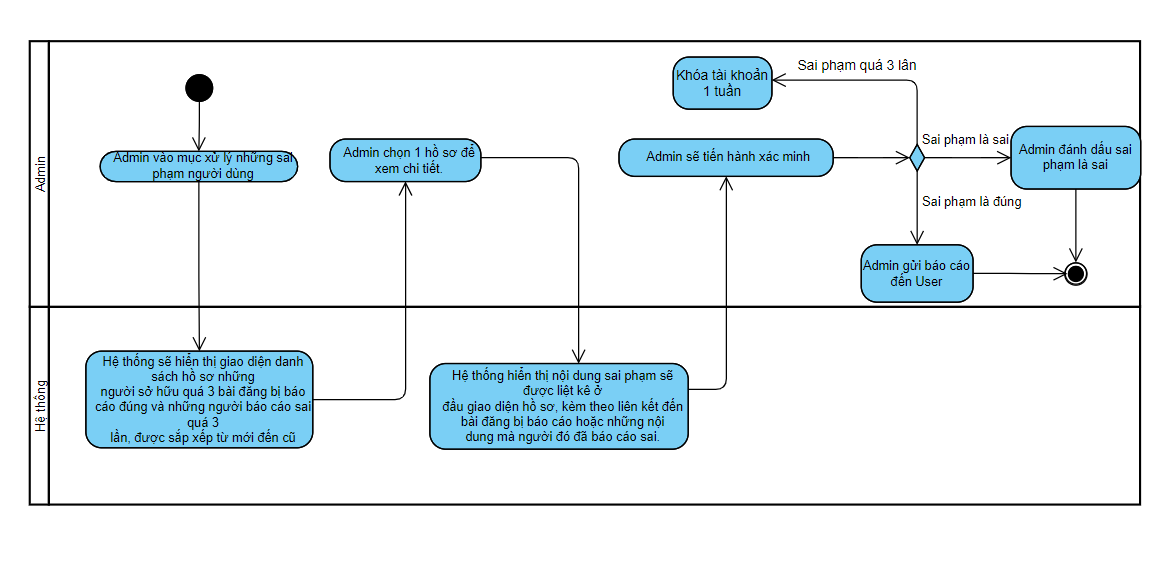 Admin
Admin vào mục xử lý những sai
phạm người dùng
Admin chọn 1 hồ sơ để
xem chi tiết.
Khóa tài khoản
1 tuần
Sai phạm quá 3 lần
Admin sẽ tiến hành xác minh
Sai phạm là sai
Admin đánh dấu sai
phạm là sai
Sai phạm là đúng
Admin gửi báo cáo
đến User
Hệ thống
Hệ thống sẽ hiển thị giao diện danh
sách hồ sơ những
người sở hữu quá 3 bài đăng bị báo
cáo đúng và những người báo cáo sai
quá 3
lần, được sắp xếp từ mới đến cũ
Hệ thống hiển thị nội dung sai phạm sẽ
được liệt kê ở
đầu giao diện hồ sơ, kèm theo liên kết đến
bài đăng bị báo cáo hoặc những nội
dung mà người đó đã báo cáo sai.